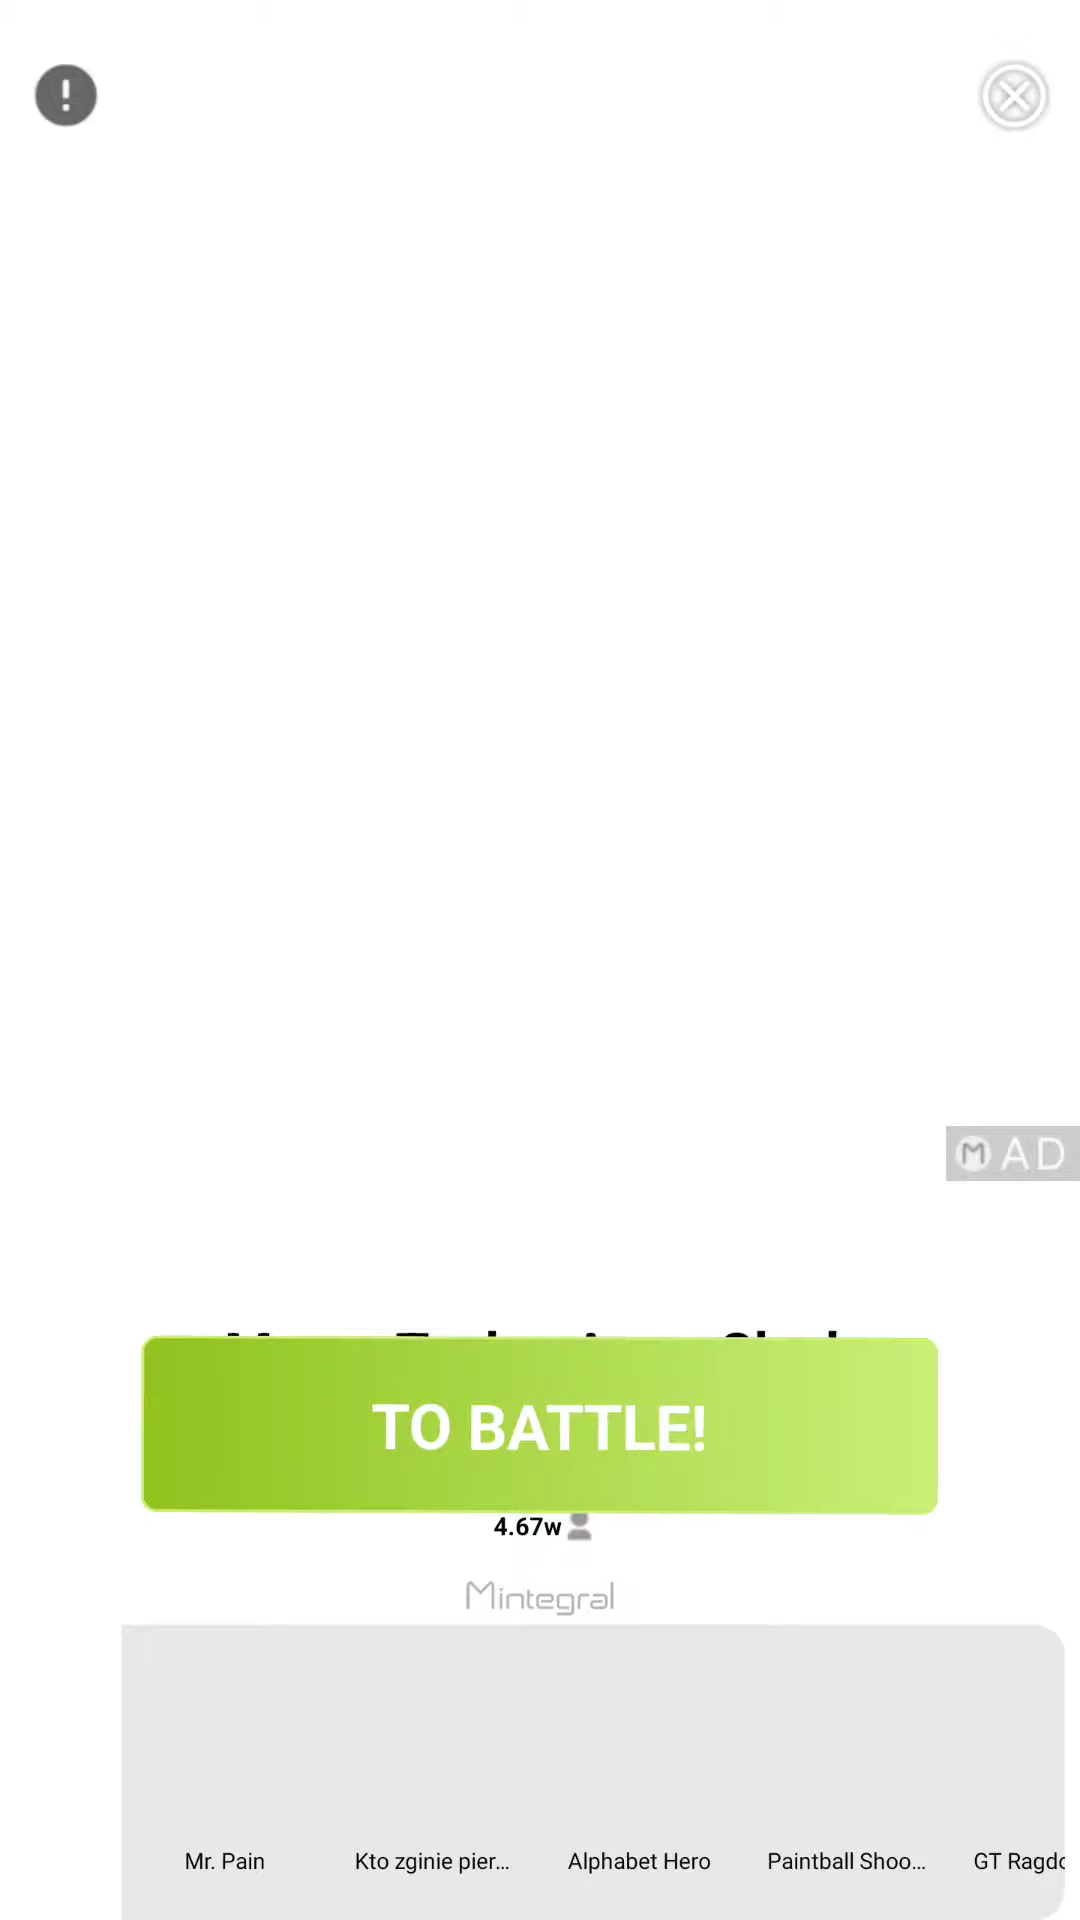 M AD
TO BATTLE!
4.67w
Mintegral
Mr. Pain
Kto zginie pier...
Alphabet Hero
Paintball Shoo...
GT Ragdo